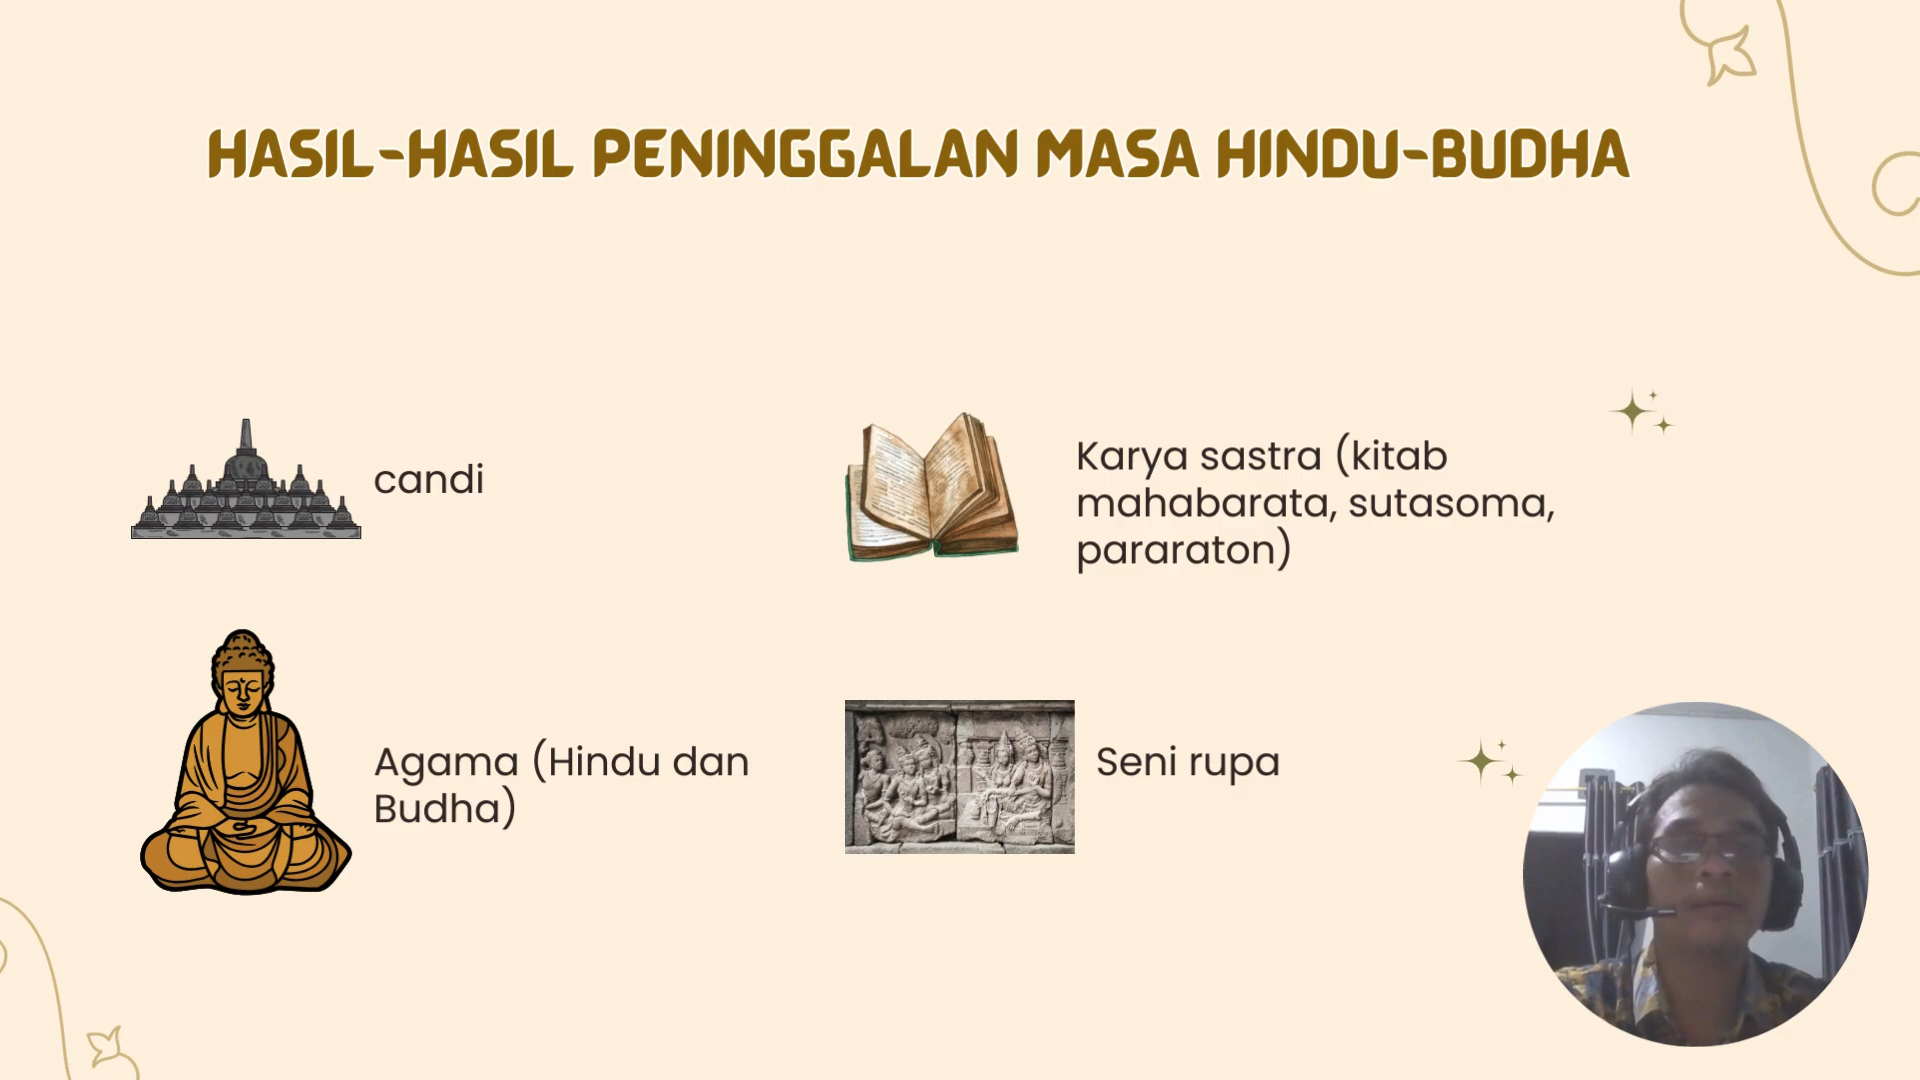 HASIL-HASIL PENINGGALAN MASA HINDU-BUDHA
candi
Karya sastra (kitab
mahabarata, sutasoma,
pararaton)
Agama (Hindu dan
Budha)
Seni rupa